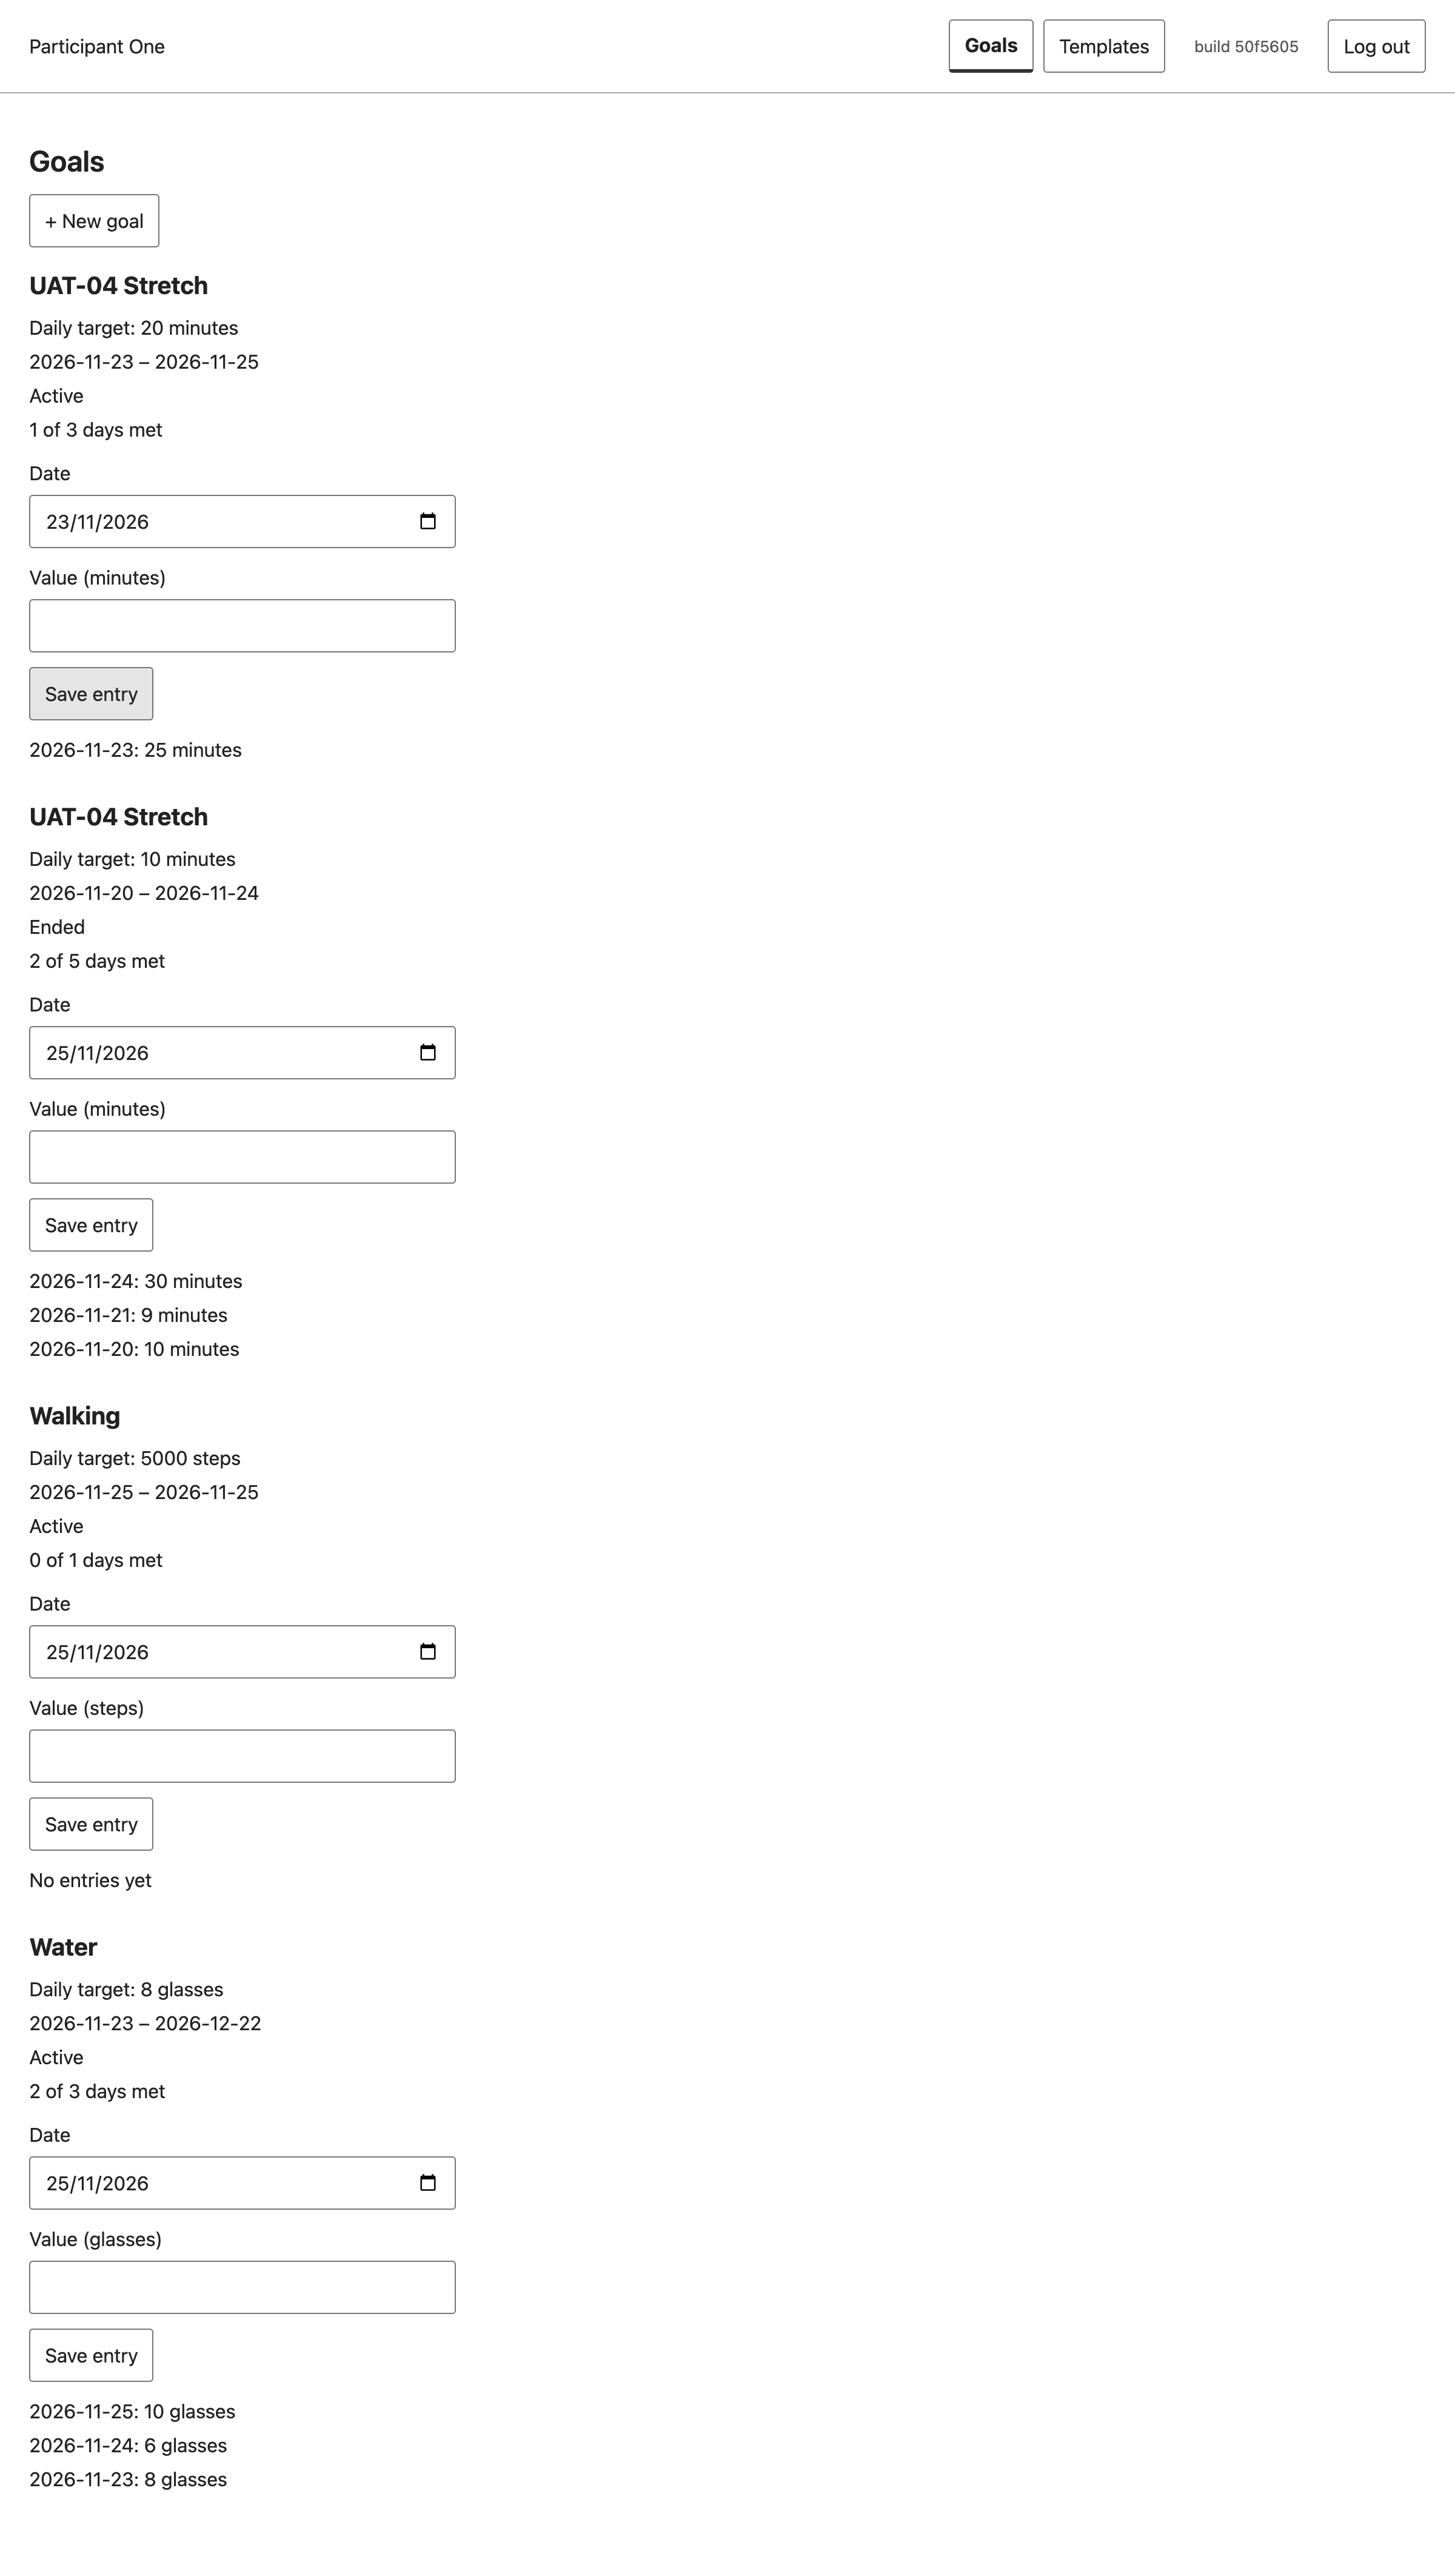 Participant One
Goals
Templates
build 50f5605
Log out
Goals
+ New goal
UAT-04 Stretch
Daily target: 20 minutes
2026-11-23 – 2026-11-25
Active
1 of 3 days met
Date
23/11/2026
Value (minutes)
Save entry
2026-11-23: 25 minutes
UAT-04 Stretch
Daily target: 10 minutes
2026-11-20 – 2026-11-24
Ended
2 of 5 days met
Date
25/11/2026
Value (minutes)
Save entry
2026-11-24: 30 minutes
2026-11-21: 9 minutes
2026-11-20: 10 minutes
Walking
Daily target: 5000 steps
2026-11-25 – 2026-11-25
Active
0 of 1 days met
Date
25/11/2026
Value (steps)
Save entry
No entries yet
Water
Daily target: 8 glasses
2026-11-23 – 2026-12-22
Active
2 of 3 days met
Date
25/11/2026
Value (glasses)
Save entry
2026-11-25: 10 glasses
2026-11-24: 6 glasses
2026-11-23: 8 glasses